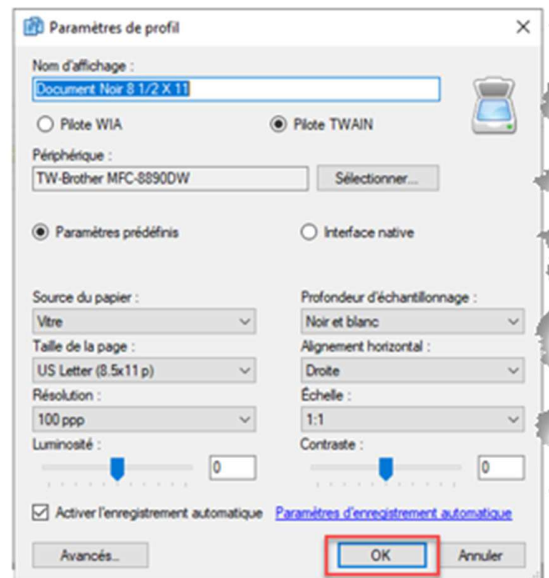 Paramètres de profil
Nom d'affichage :
Document Noir 8 1/2 X 11
Pilote WIA Pilote TWAIN
Périphérique :
TW-Brother MFC-8890DW Sélectionner...
Paramètres prédéfinis Interface native
Source du papier : Profondeur d'échantillonnage :
Vitre Noir et blanc
Taille de la page : Alignement horizontal :
US Letter (8.5x11 p) Droite
Résolution : Échelle :
100 ppp 1:1
Luminosité : Contraste :
0 0
Activer l'enregistrement automatique Paramètres d'enregistrement automatique
Avancés... OK Annuler